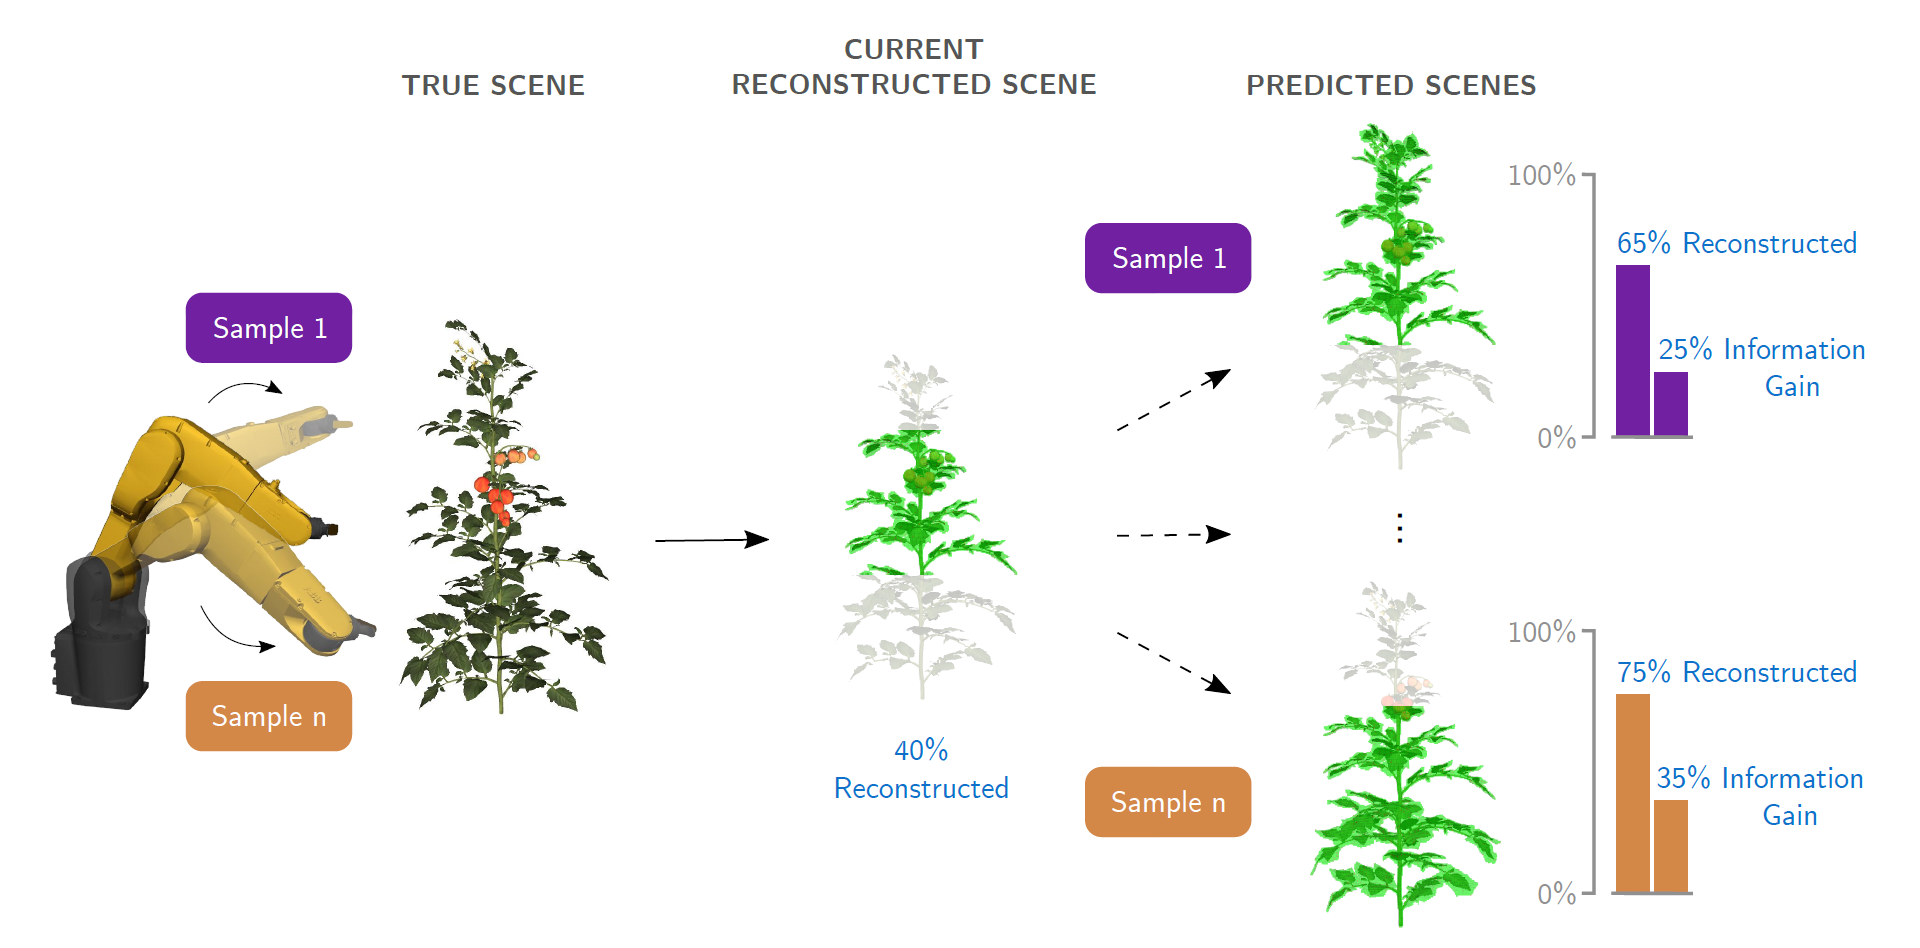 TRUE SCENE
CURRENT
RECONSTRUCTED SCENE
PREDICTED SCENES
Sample 1
Sample n
40%
Reconstructed
Sample 1
100%
65% Reconstructed
25% Information
Gain
0%
Sample n
100%
75% Reconstructed
35% Information
Gain
0%